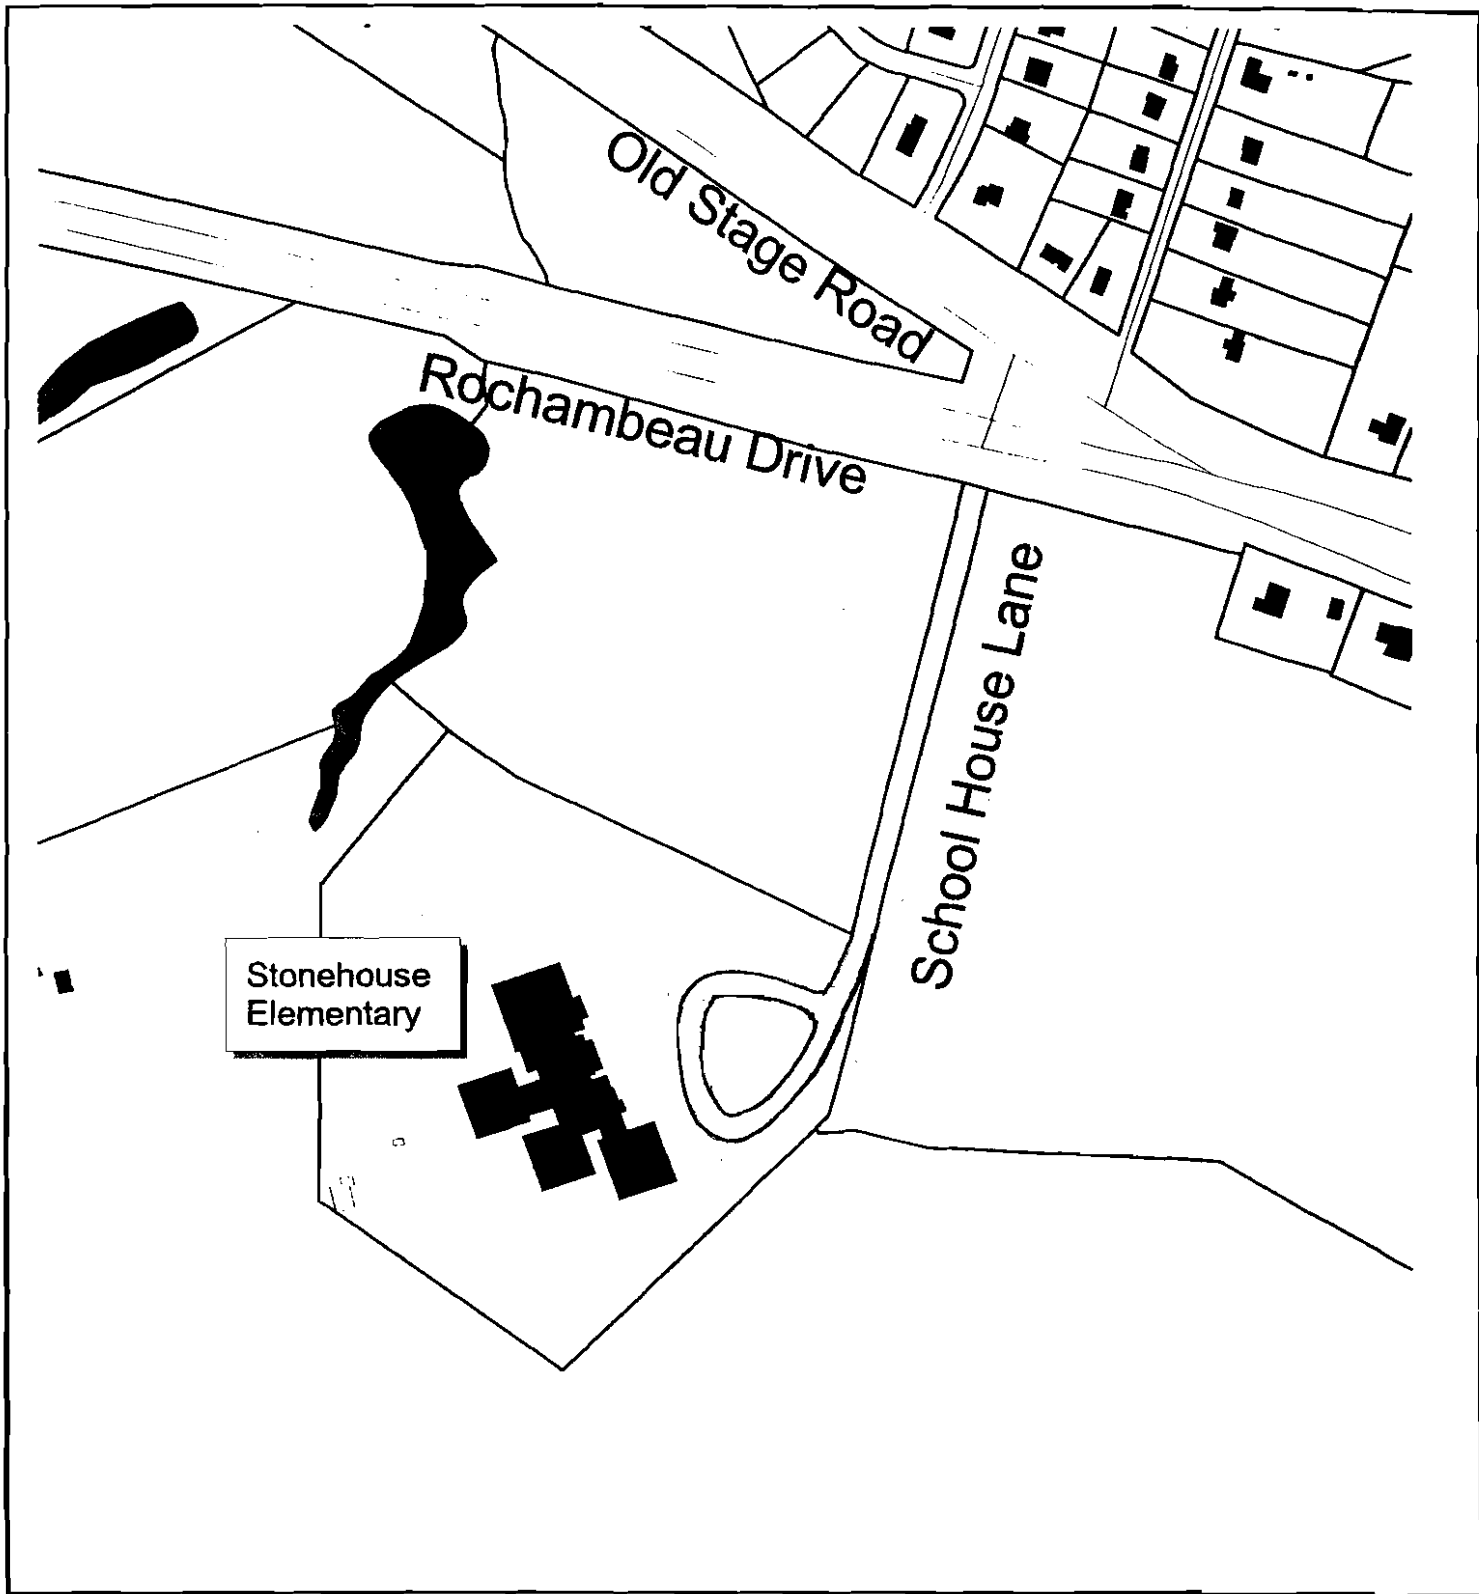 Old Stage Road
Rochambeau Drive
School House Lane
Stonehouse
Elementary